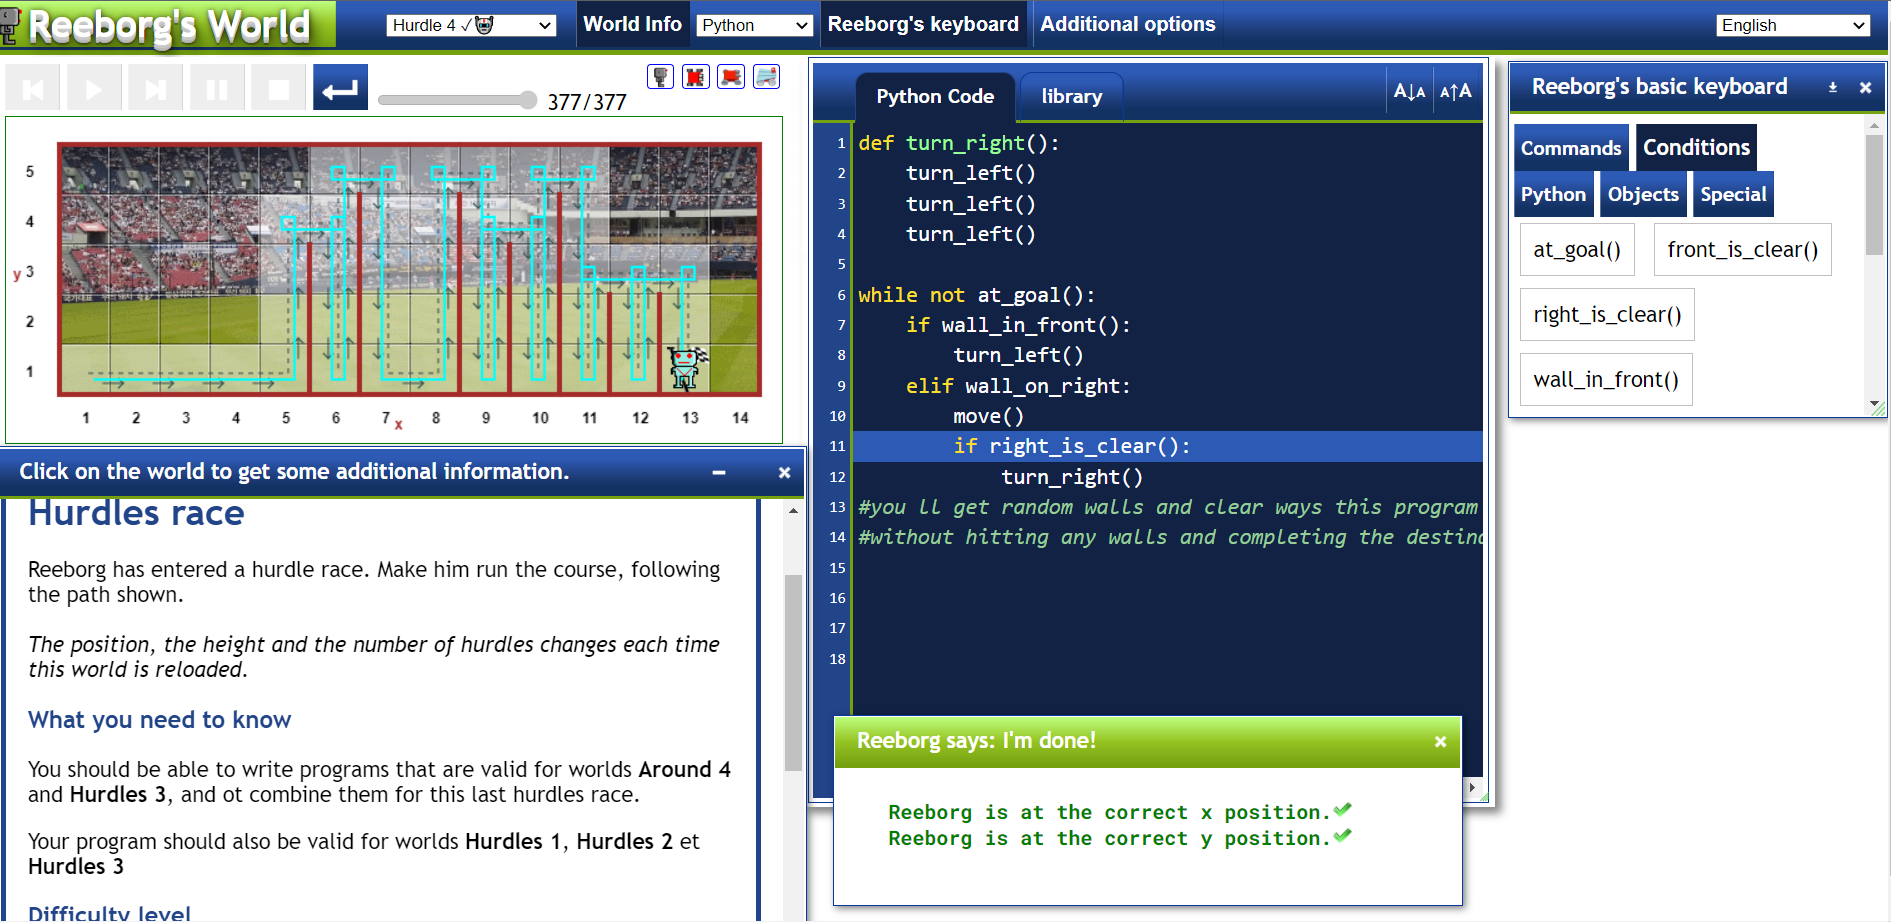 Reeborg's World
Hurdle 4 ✓
World Info
Python
Reeborg's keyboard
Additional options
English
377/377
5
4
y 3
2
1
1 2 3 4 5 6 7 8 9 10 11 12 13 14
x
Click on the world to get some additional information.
Hurdles race
Reeborg has entered a hurdle race. Make him run the course, following
the path shown.
The position, the height and the number of hurdles changes each time
this world is reloaded.
What you need to know
You should be able to write programs that are valid for worlds Around 4
and Hurdles 3, and ot combine them for this last hurdles race.
Your program should also be valid for worlds Hurdles 1, Hurdles 2 et
Hurdles 3
Difficulty level
Python Code
library
A↓A
A↑A
1 def turn_right():
2     turn_left()
3     turn_left()
4     turn_left()
5
6 while not at_goal():
7     if wall_in_front():
8         turn_left()
9     elif wall_on_right:
10         move()
11         if right_is_clear():
12             turn_right()
13 #you ll get random walls and clear ways this program
14 #without hitting any walls and completing the
15
16
17
18
Reeborg says: I'm done!
Reeborg is at the correct x position.✔
Reeborg is at the correct y position.✔
Reeborg's basic keyboard
Commands
Conditions
Python
Objects
Special
at_goal()
front_is_clear()
right_is_clear()
wall_in_front()